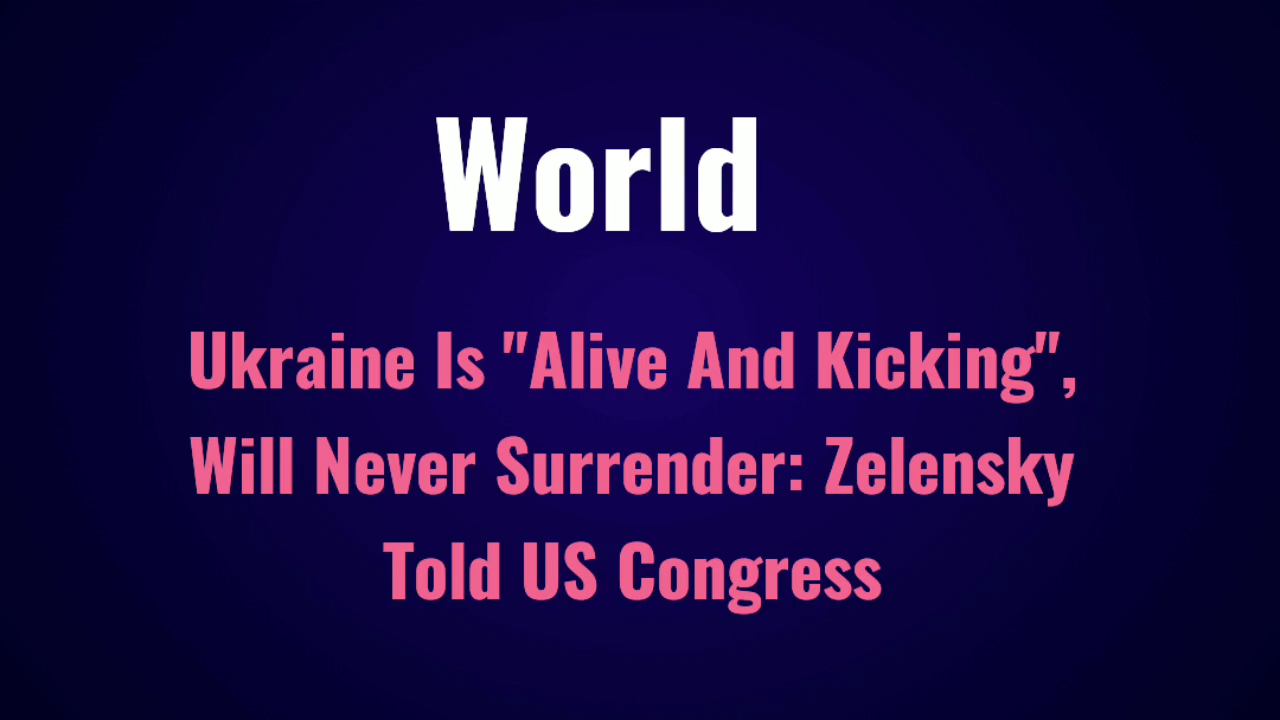 World
Ukraine Is "Alive And Kicking",
Will Never Surrender: Zelensky
Told US Congress